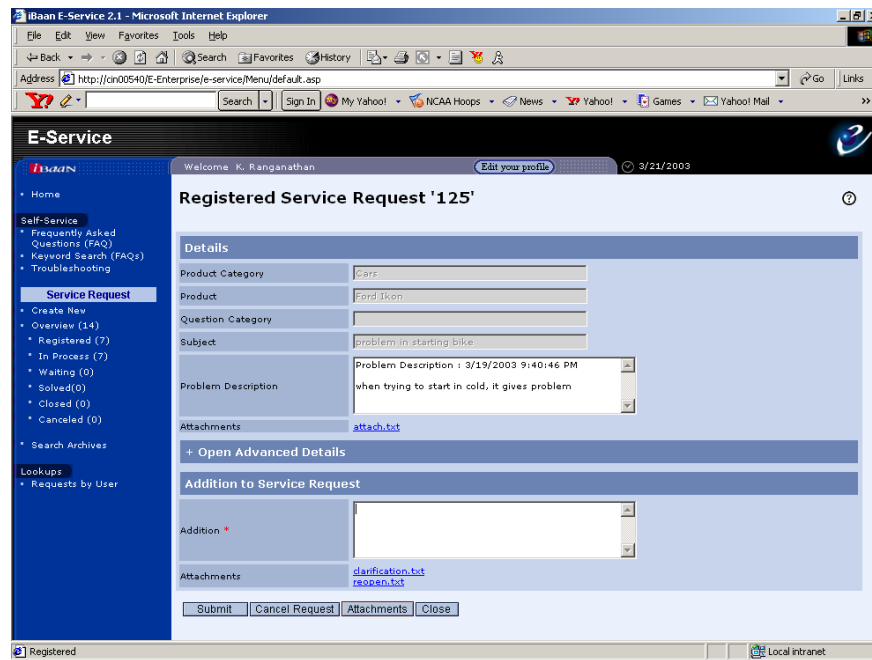 iBaan E-Service 2.1 - Microsoft Internet Explorer
File Edit View Favorites Tools Help
Back Search Favorites History
Address http://cin00540/E-Enterprise/e-service/Menu/default.asp Go Links
Y? Search Sign In My Yahoo! NCAA Hoops News Yahoo! Games Yahoo! Mail »
E-Service
iBaan Welcome K. Ranganathan Edit your profile 3/21/2003
Home
Registered Service Request '125'
Self-Service
Frequently Asked
Questions (FAQ)
Keyword Search (FAQs)
Troubleshooting
Service Request
Create New
Overview (14)
* Registered (7)
* In Process (7)
* Waiting (0)
* Solved(0)
* Closed (0)
* Canceled (0)
Search Archives
Lookups
Requests by User
Details
Product Category Cars
Product Ford Ikon
Question Category
Subject problem in starting bike
Problem Description Problem Description : 3/19/2003 9:40:46 PM
when trying to start in cold, it gives problem
Attachments attach.txt
+ Open Advanced Details
Addition to Service Request
Addition *
Attachments clarification.txt
reopen.txt
Submit Cancel Request Attachments Close
Registered Local intranet